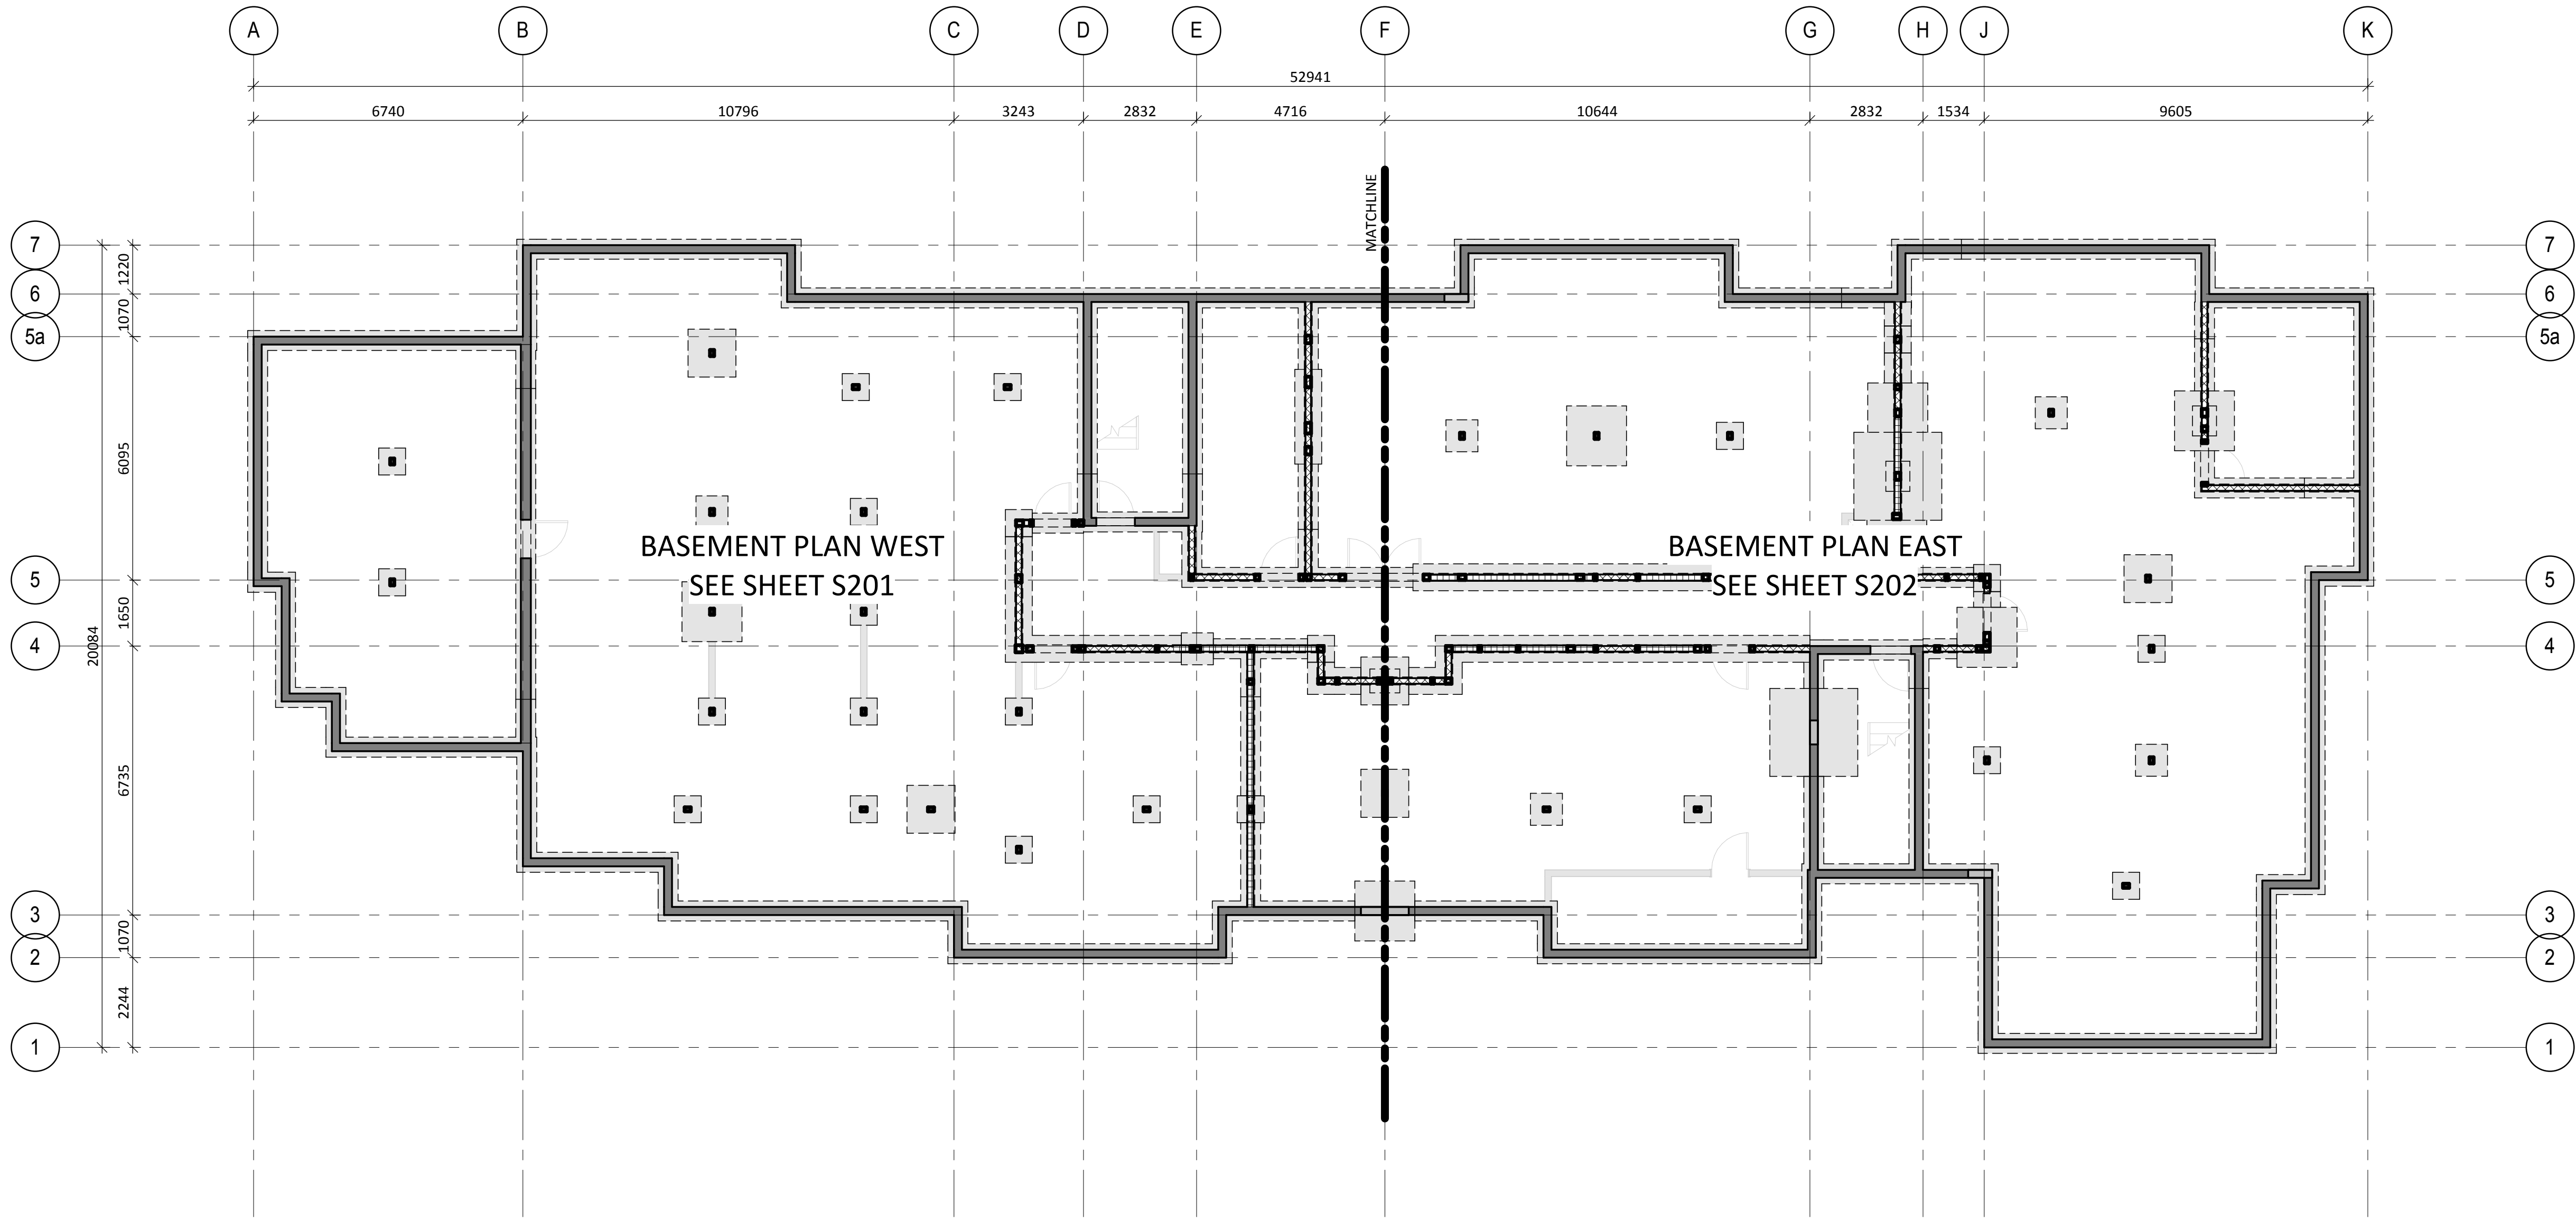 A B C D E F G H J K
52941
6740 10796 3243 2832 4716 10644 2832 1534 9605
MATCHLINE
7 7
1220
6 6
1070
5a 5a
6095
BASEMENT PLAN WEST
SEE SHEET S201
BASEMENT PLAN EAST
SEE SHEET S202
5 5
1650
20084
4 4
6735
3 3
1070
2 2
2244
1 1